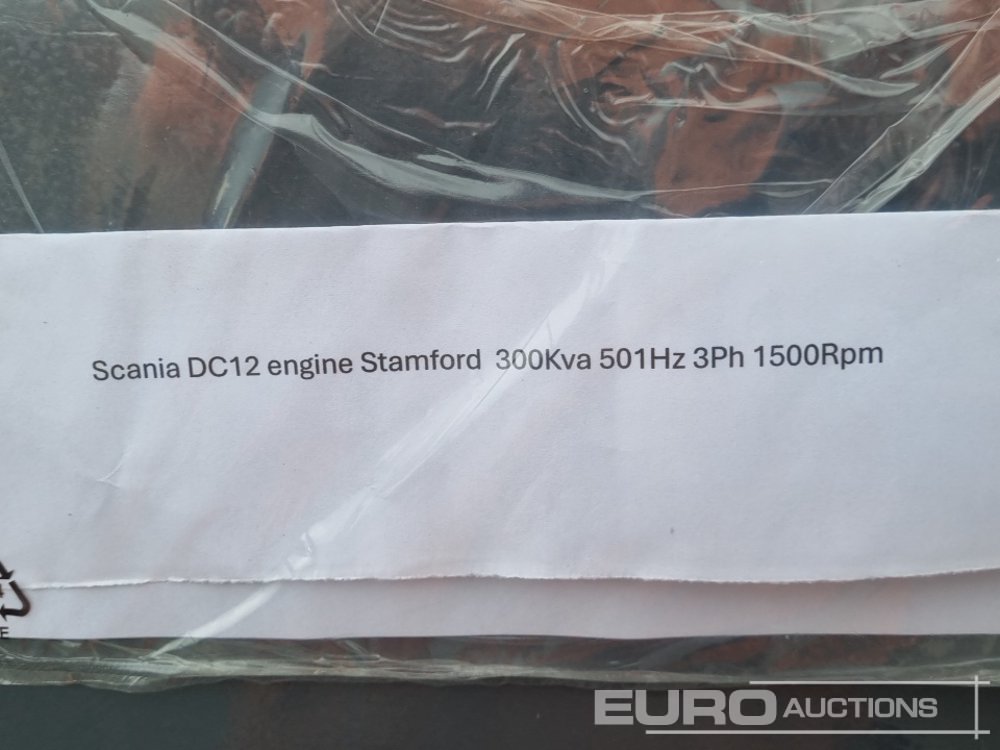 Scania DC12 engine Stamford  300Kva 501Hz 3Ph 1500Rpm
EURO AUCTIONS